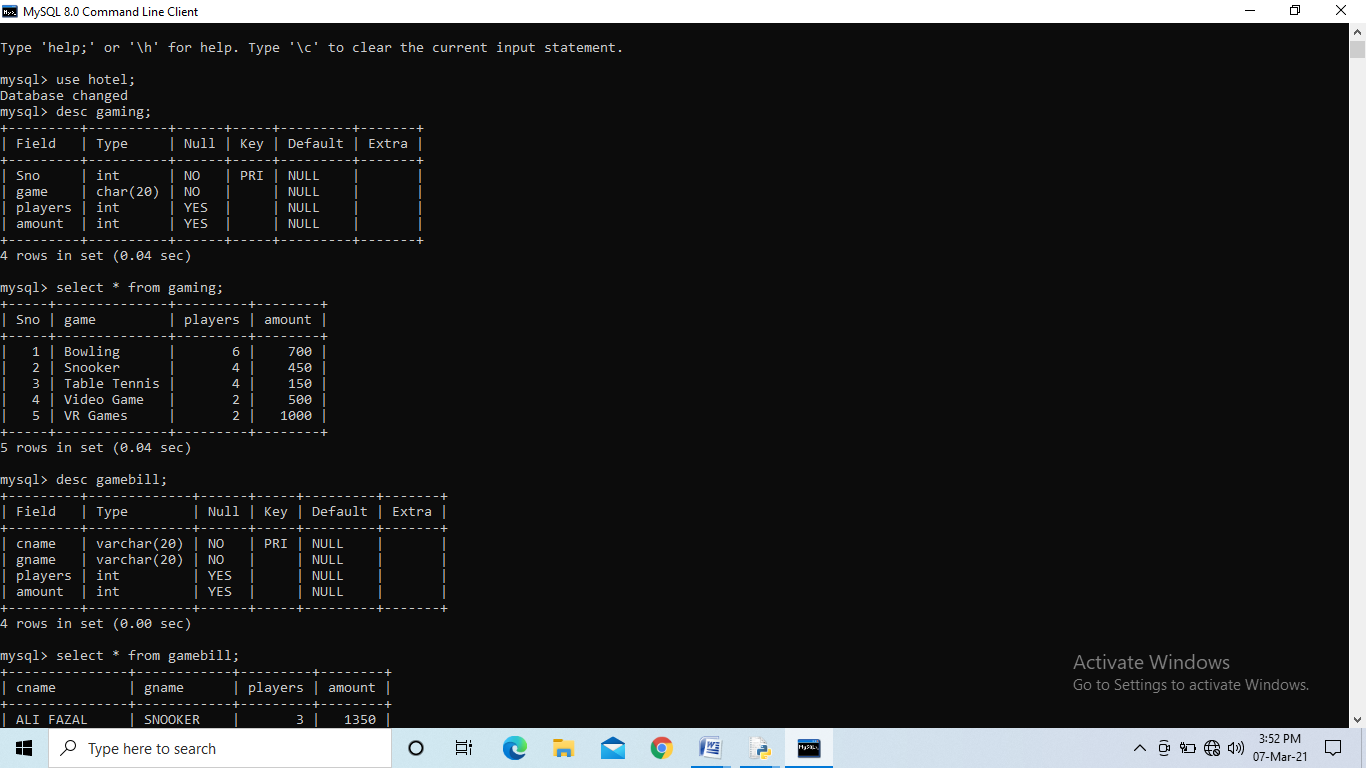 MySQL 8.0 Command Line Client
Type 'help;' or '\h' for help. Type '\c' to clear the current input statement.
mysql> use hotel;
Database changed
mysql> desc gaming;
+---------+----------+------+-----+---------+-------+
| Field   | Type     | Null | Key | Default | Extra |
+---------+----------+------+-----+---------+-------+
| Sno     | int      | NO   | PRI | NULL    |       |
| game    | char(20) | NO   |     | NULL    |       |
| players | int      | YES  |     | NULL    |       |
| amount  | int      | YES  |     | NULL    |       |
+---------+----------+------+-----+---------+-------+
4 rows in set (0.04 sec)
mysql> select * from gaming;
+-----+--------------+---------+--------+
| Sno | game         | players | amount |
+-----+--------------+---------+--------+
|   1 | Bowling      |       6 |    700 |
|   2 | Snooker      |       4 |    450 |
|   3 | Table Tennis |       4 |    150 |
|   4 | Video Game   |       2 |    500 |
|   5 | VR Games     |       2 |   1000 |
+-----+--------------+---------+--------+
5 rows in set (0.04 sec)
mysql> desc gamebill;
+---------+-------------+------+-----+---------+-------+
| Field   | Type        | Null | Key | Default | Extra |
+---------+-------------+------+-----+---------+-------+
| cname   | varchar(20) | NO   | PRI | NULL    |       |
| gname   | varchar(20) | NO   |     | NULL    |       |
| players | int         | YES  |     | NULL    |       |
| amount  | int         | YES  |     | NULL    |       |
+---------+-------------+------+-----+---------+-------+
4 rows in set (0.00 sec)
mysql> select * from gamebill;
+---------------+------------+---------+--------+
| cname         | gname      | players | amount |
+---------------+------------+---------+--------+
| ALI FAZAL     | SNOOKER    |       3 |   1350 |
Activate Windows
Go to Settings to activate Windows.
Type here to search
3:52 PM
07-Mar-21